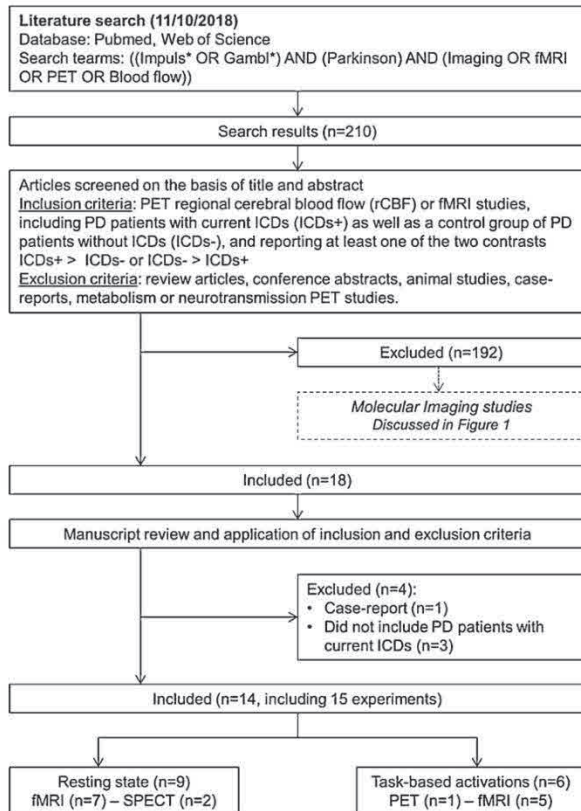 Literature search (11/10/2018)
Database: Pubmed, Web of Science
Search tearms: ((Impuls* OR Gambl*) AND (Parkinson) AND (Imaging OR fMRI
OR PET OR Blood flow))
Search results (n=210)
Articles screened on the basis of title and abstract
Inclusion criteria: PET regional cerebral blood flow (rCBF) or fMRI studies,
including PD patients with current ICDs (ICDs+) as well as a control group of PD
patients without ICDs (ICDs-), and reporting at least one of the two contrasts
ICDs+ > ICDs- or ICDs- > ICDs+
Exclusion criteria: review articles, conference abstracts, animal studies, case-
reports, metabolism or neurotransmission PET studies.
Excluded (n=192)
Molecular Imaging studies
Discussed in Figure 1
Included (n=18)
Manuscript review and application of inclusion and exclusion criteria
Excluded (n=4):
• Case-report (n=1)
• Did not include PD patients with
current ICDs (n=3)
Included (n=14, including 15 experiments)
Resting state (n=9)
fMRI (n=7) – SPECT (n=2)
Task-based activations (n=6)
PET (n=1) – fMRI (n=5)